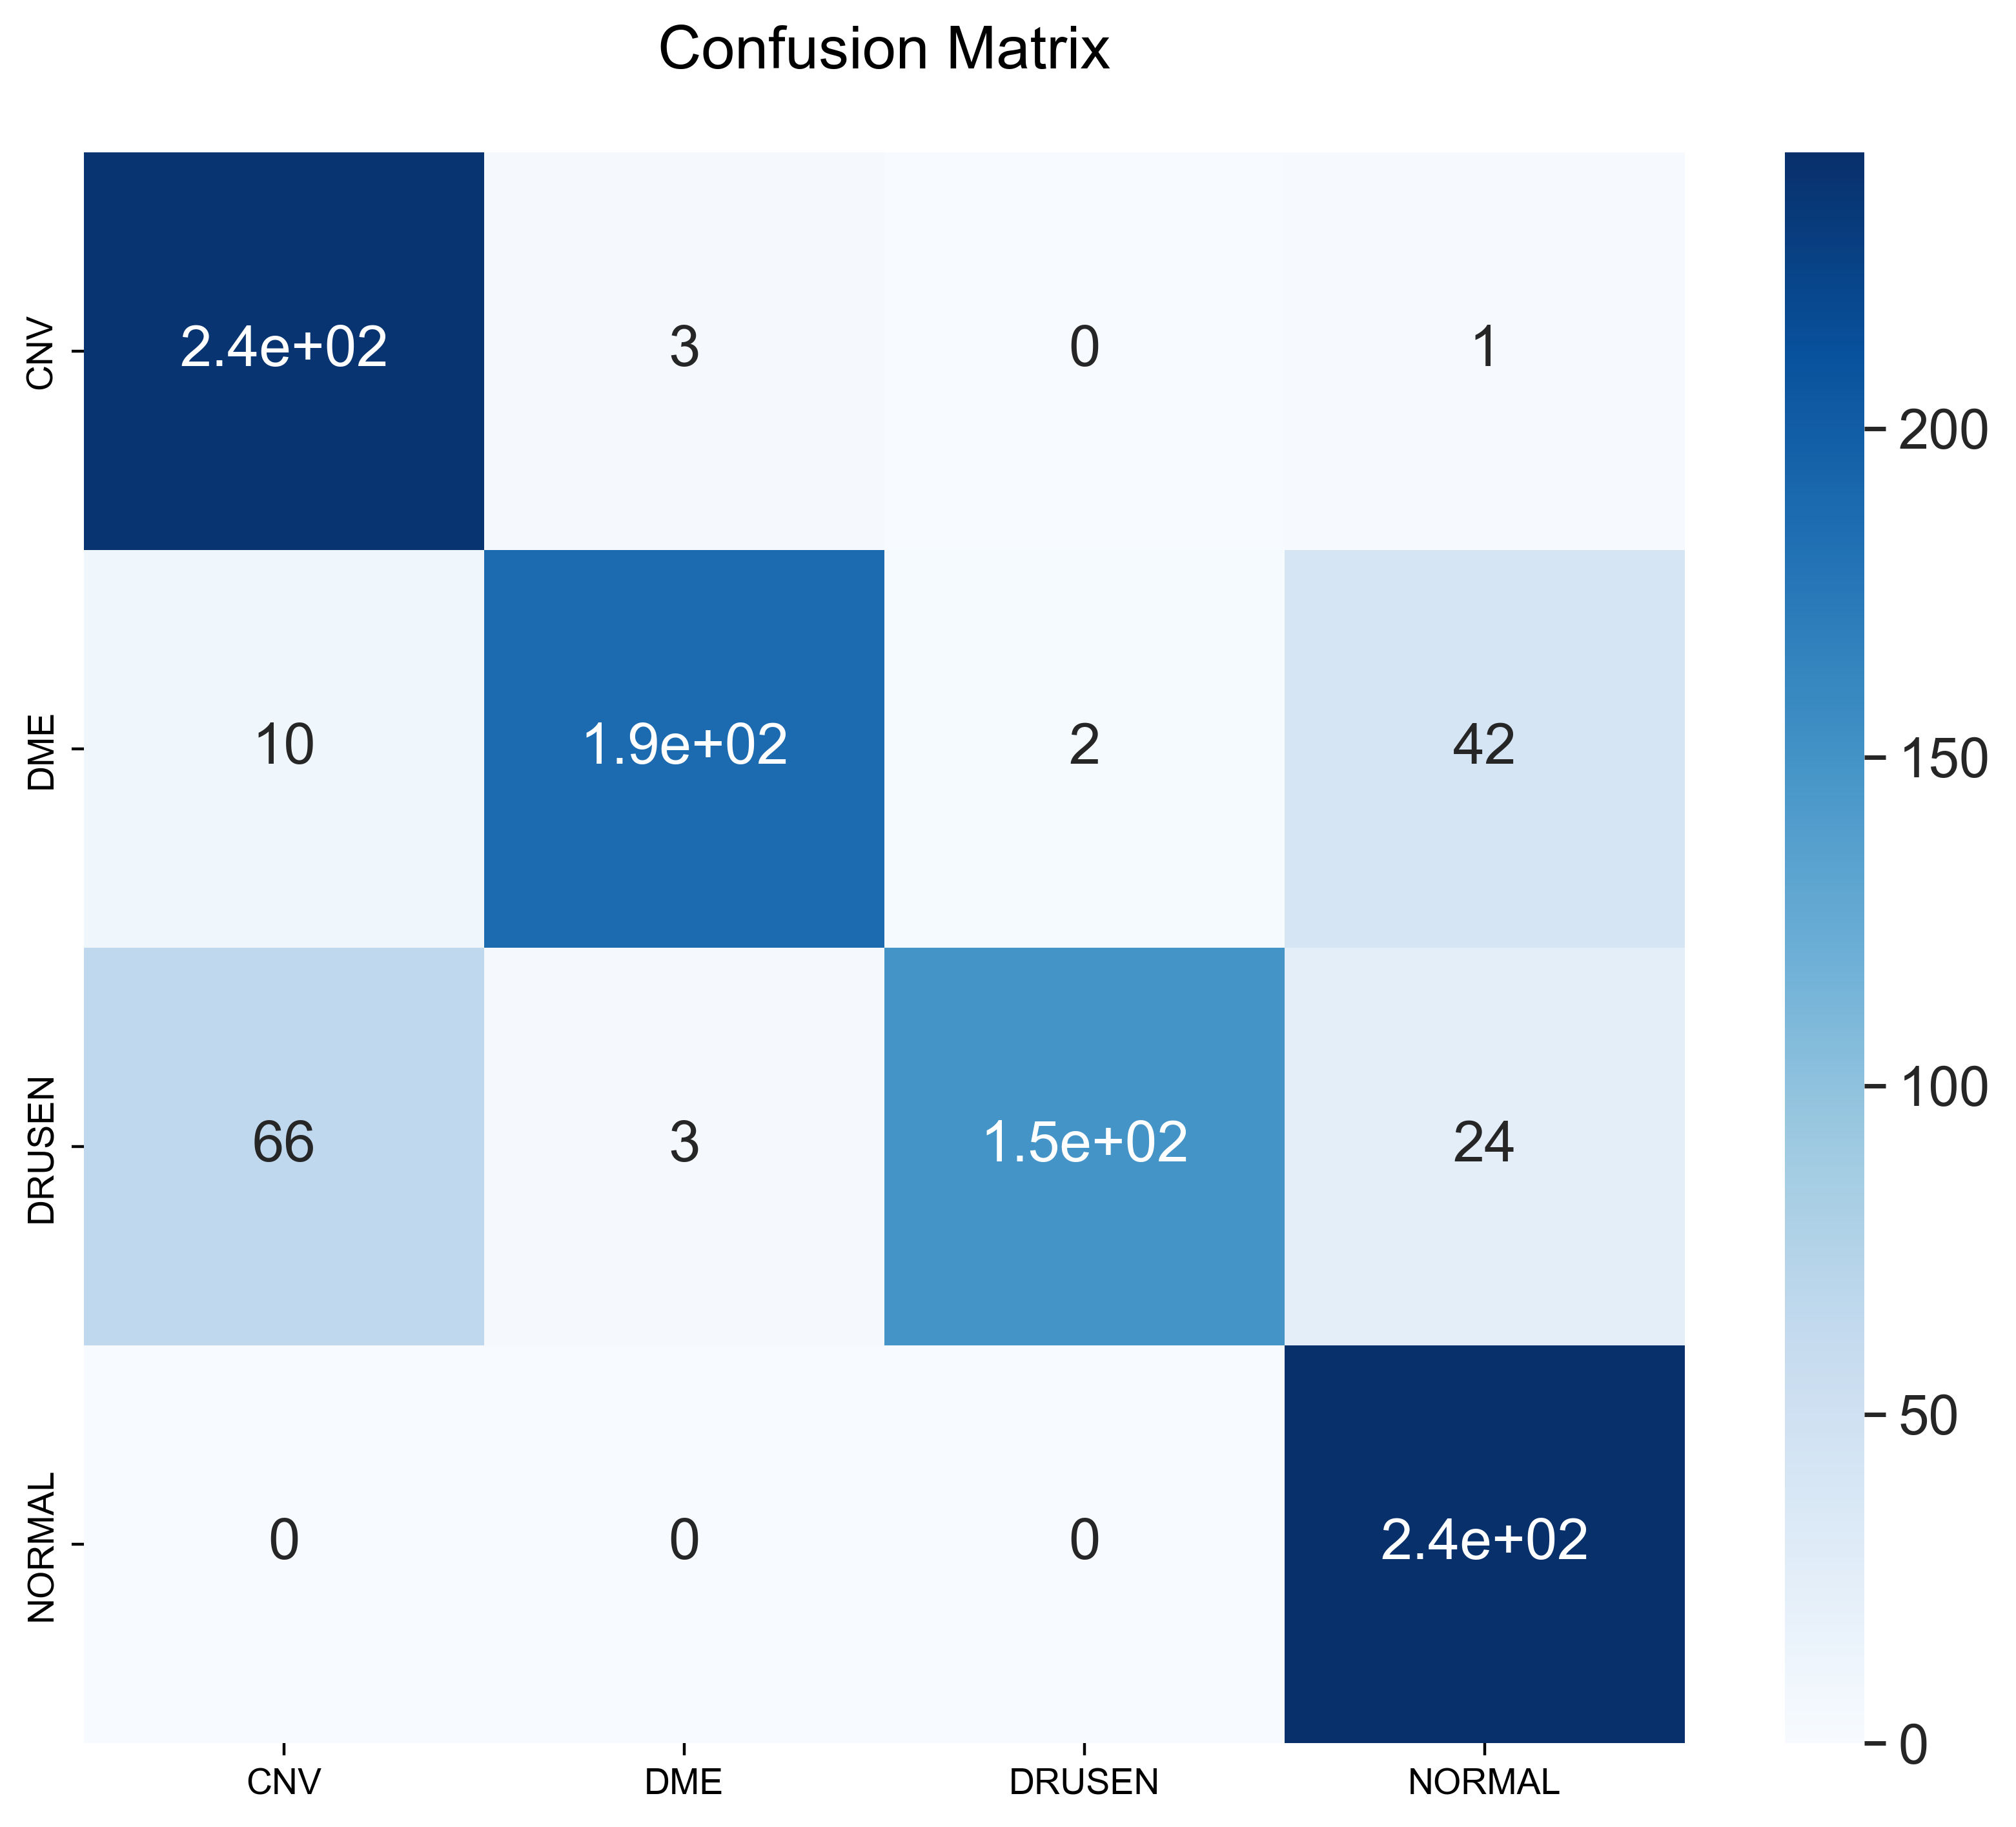 Confusion Matrix
CNV 2.4e+02 3 0 1
DME 10 1.9e+02 2 42
DRUSEN 66 3 1.5e+02 24
NORMAL 0 0 0 2.4e+02
CNV DME DRUSEN NORMAL
200
150
100
50
0